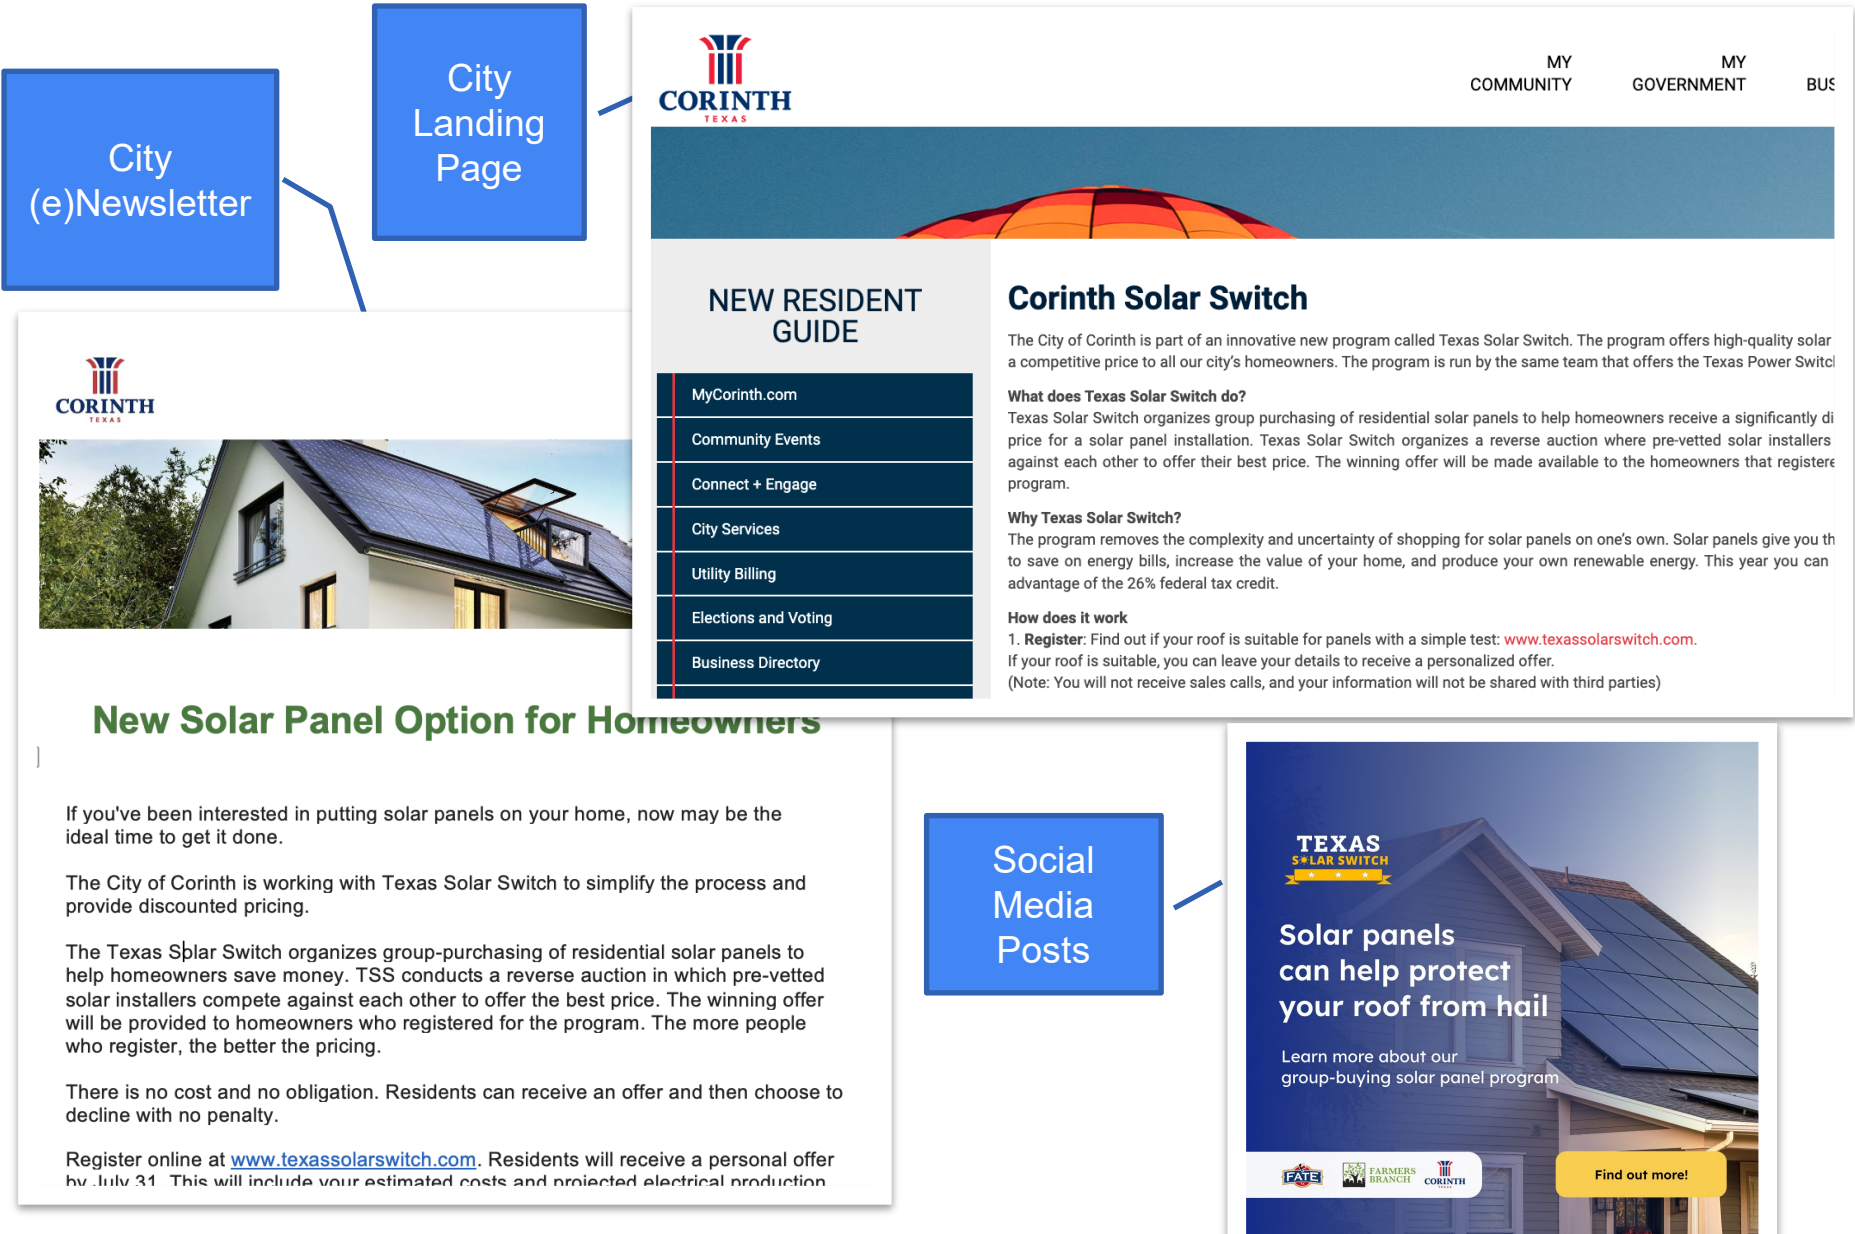 City
(e)Newsletter
City
Landing
Page
CORINTH
TEXAS
MY
COMMUNITY
MY
GOVERNMENT
NEW RESIDENT
GUIDE
MyCorinth.com
Community Events
Connect + Engage
City Services
Utility Billing
Elections and Voting
Business Directory
Corinth Solar Switch
The City of Corinth is part of an innovative new program called Texas Solar Switch. The program offers high-quality solar
a competitive price to all our city's homeowners. The program is run by the same team that offers the Texas Power
What does Texas Solar Switch do?
Texas Solar Switch organizes group purchasing of residential solar panels to help homeowners receive a significantly
price for a solar panel installation. Texas Solar Switch organizes a reverse auction where pre-vetted solar installers
against each other to offer their best price. The winning offer will be made available to the homeowners that
program.
Why Texas Solar Switch?
The program removes the complexity and uncertainty of shopping for solar panels on one's own. Solar panels give you
to save on energy bills, increase the value of your home, and produce your own renewable energy. This year you can
advantage of the 26% federal tax credit.
How does it work
1. Register: Find out if your roof is suitable for panels with a simple test: www.texassolarswitch.com.
If your roof is suitable, you can leave your details to receive a personalized offer.
(Note: You will not receive sales calls, and your information will not be shared with third parties)
CORINTH
TEXAS
New Solar Panel Option for Homeowners
If you've been interested in putting solar panels on your home, now may be the
ideal time to get it done.
The City of Corinth is working with Texas Solar Switch to simplify the process and
provide discounted pricing.
The Texas Solar Switch organizes group-purchasing of residential solar panels to
help homeowners save money. TSS conducts a reverse auction in which pre-vetted
solar installers compete against each other to offer the best price. The winning offer
will be provided to homeowners who registered for the program. The more people
who register, the better the pricing.
There is no cost and no obligation. Residents can receive an offer and then choose to
decline with no penalty.
Register online at www.texassolarswitch.com. Residents will receive a personal offer
by July 31. This will include your estimated costs and projected electrical production
Social
Media
Posts
TEXAS
SOLAR SWITCH
Solar panels
can help protect
your roof from hail
Learn more about our
group-buying solar panel program
FATE
FARMERS
BRANCH
CORINTH
Find out more!